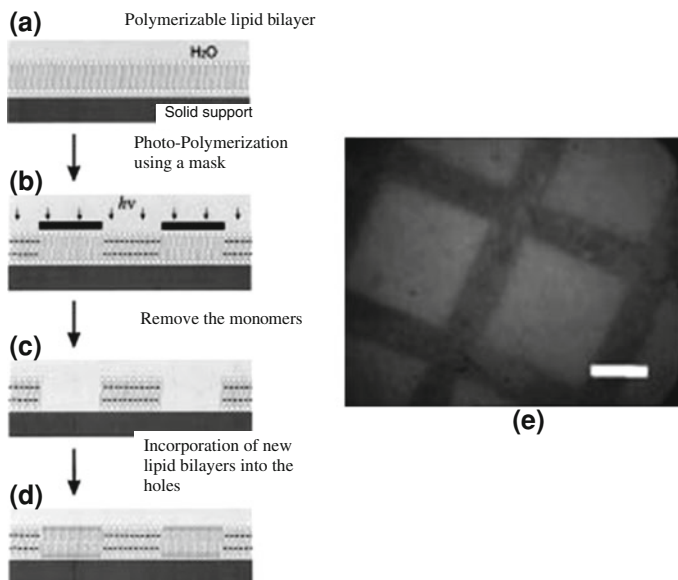 (a)
Polymerizable lipid bilayer
H₂O
Solid support
Photo-Polymerization
using a mask
(b)
hν
Remove the monomers
(c)
Incorporation of new
lipid bilayers into the
holes
(d)
(e)